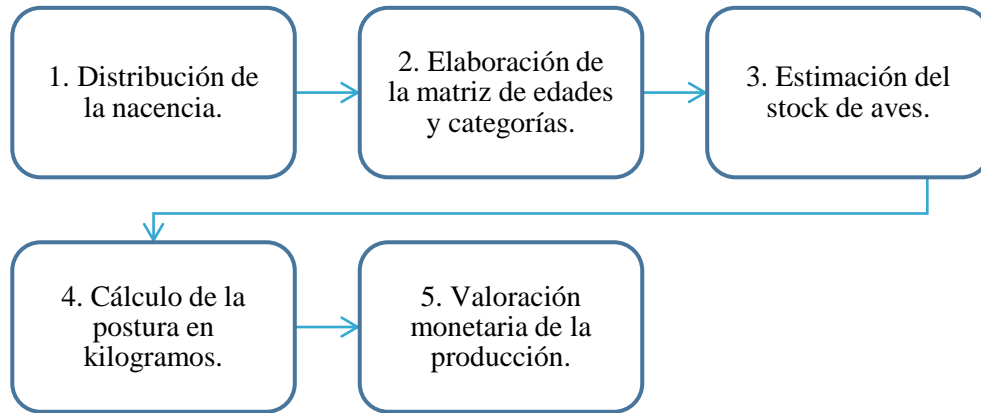 1. Distribución de
la nacencia.
2. Elaboración de
la matriz de edades
y categorías.
3. Estimación del
stock de aves.
4. Cálculo de la
postura en
kilogramos.
5. Valoración
monetaria de la
producción.